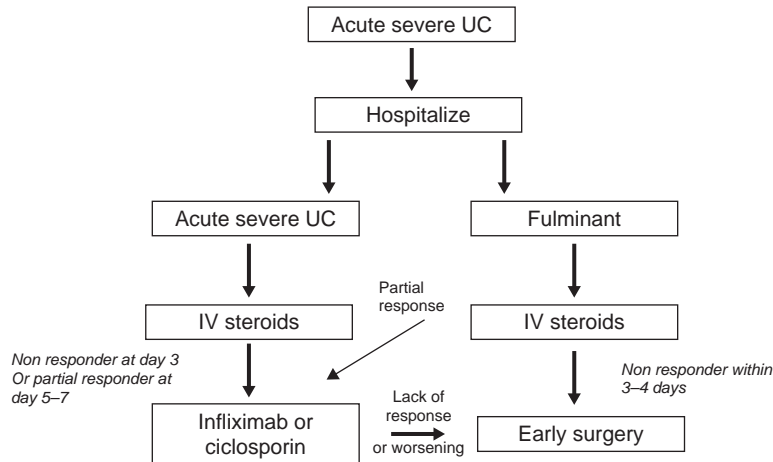 Acute severe UC
Hospitalize
Acute severe UC
Fulminant
Partial
response
IV steroids
IV steroids
Non responder at day 3
Or partial responder at
day 5–7
Non responder within
3–4 days
Infliximab or
ciclosporin
Lack of
response
or worsening
Early surgery